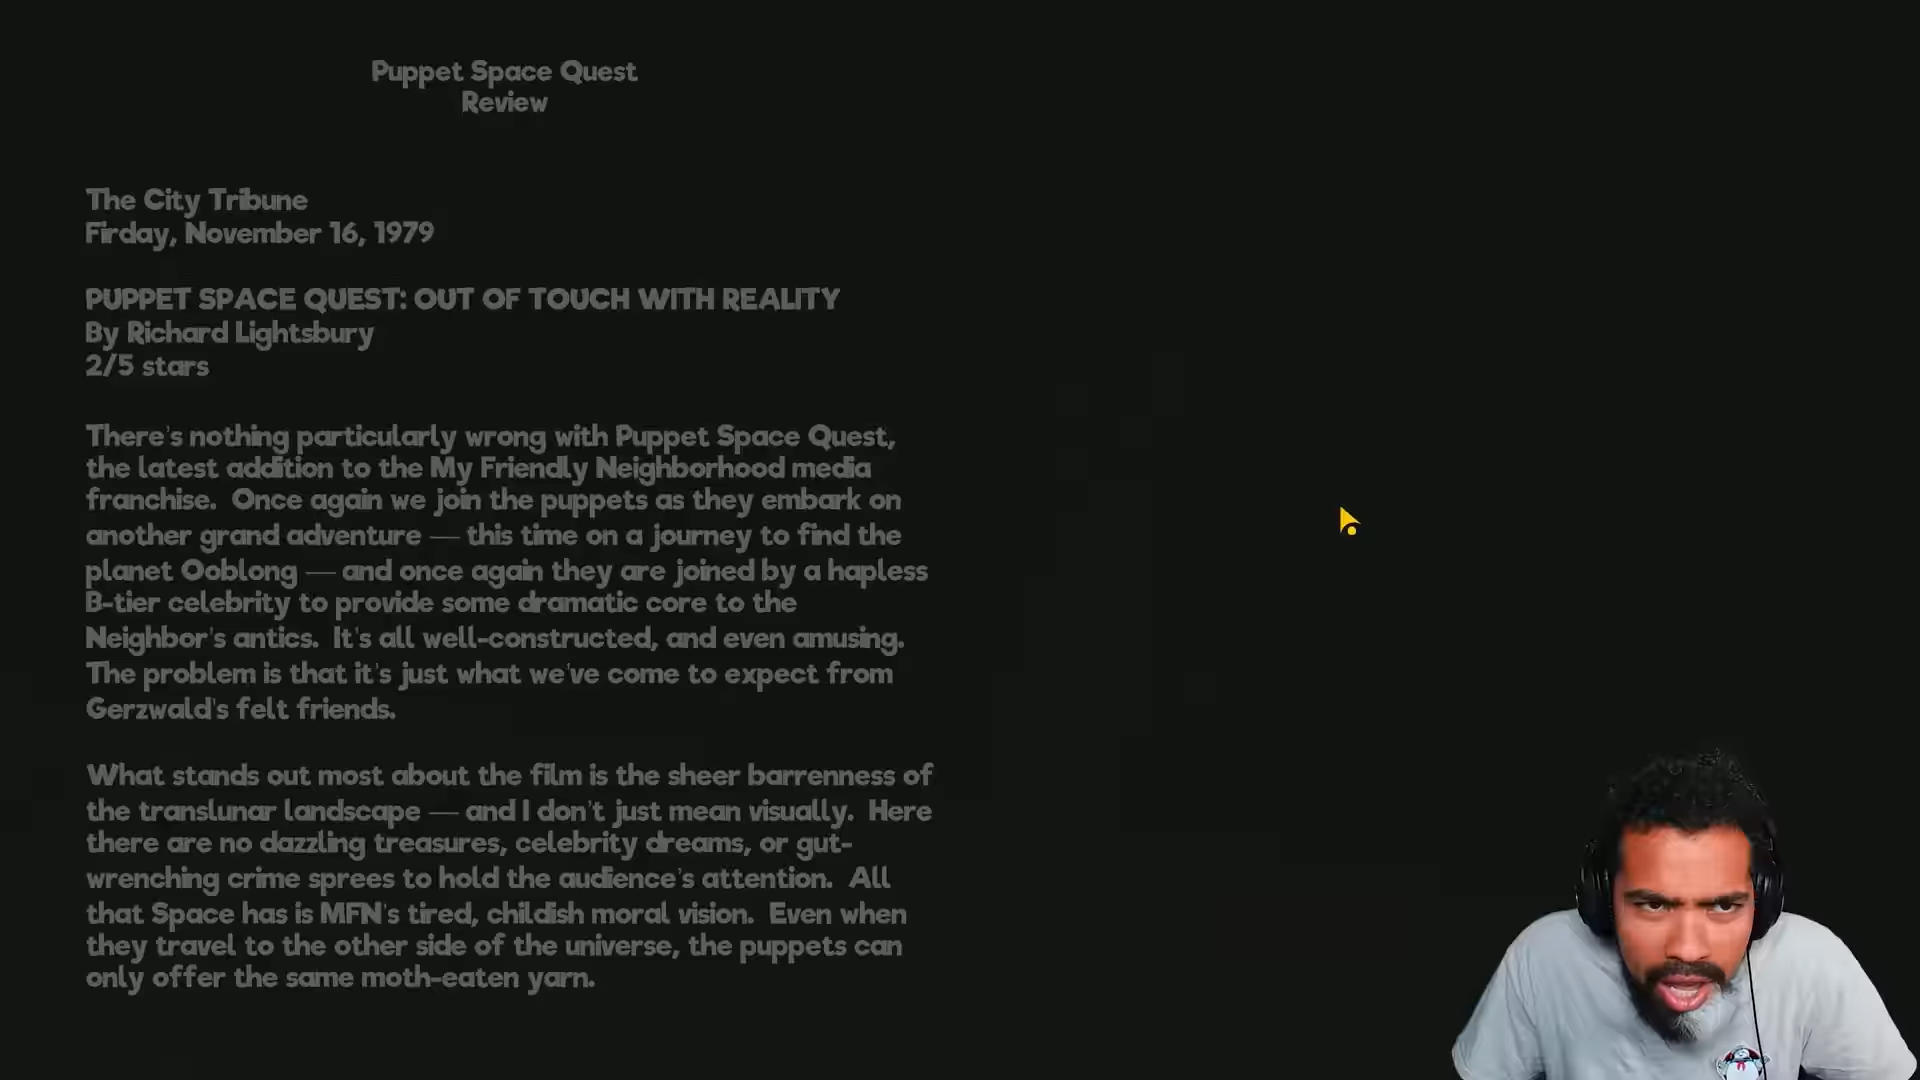 Puppet Space Quest
Review
The City Tribune
Firday, November 16, 1979
PUPPET SPACE QUEST: OUT OF TOUCH WITH REALITY
By Richard Lightsbury
2/5 stars
There's nothing particularly wrong with Puppet Space Quest,
the latest addition to the My Friendly Neighborhood media
franchise.  Once again we join the puppets as they embark on
another grand adventure — this time on a journey to find the
planet Ooblong — and once again they are joined by a hapless
B-tier celebrity to provide some dramatic core to the
Neighbor's antics.  It's all well-constructed, and even amusing.
The problem is that it's just what we've come to expect from
Gerzwald's felt friends.
What stands out most about the film is the sheer barrenness of
the translunar landscape — and I don't just mean visually.  Here
there are no dazzling treasures, celebrity dreams, or gut-
wrenching crime sprees to hold the audience's attention.  All
that Space has is MFN's tired, childish moral vision.  Even when
they travel to the other side of the universe, the puppets can
only offer the same moth-eaten yarn.